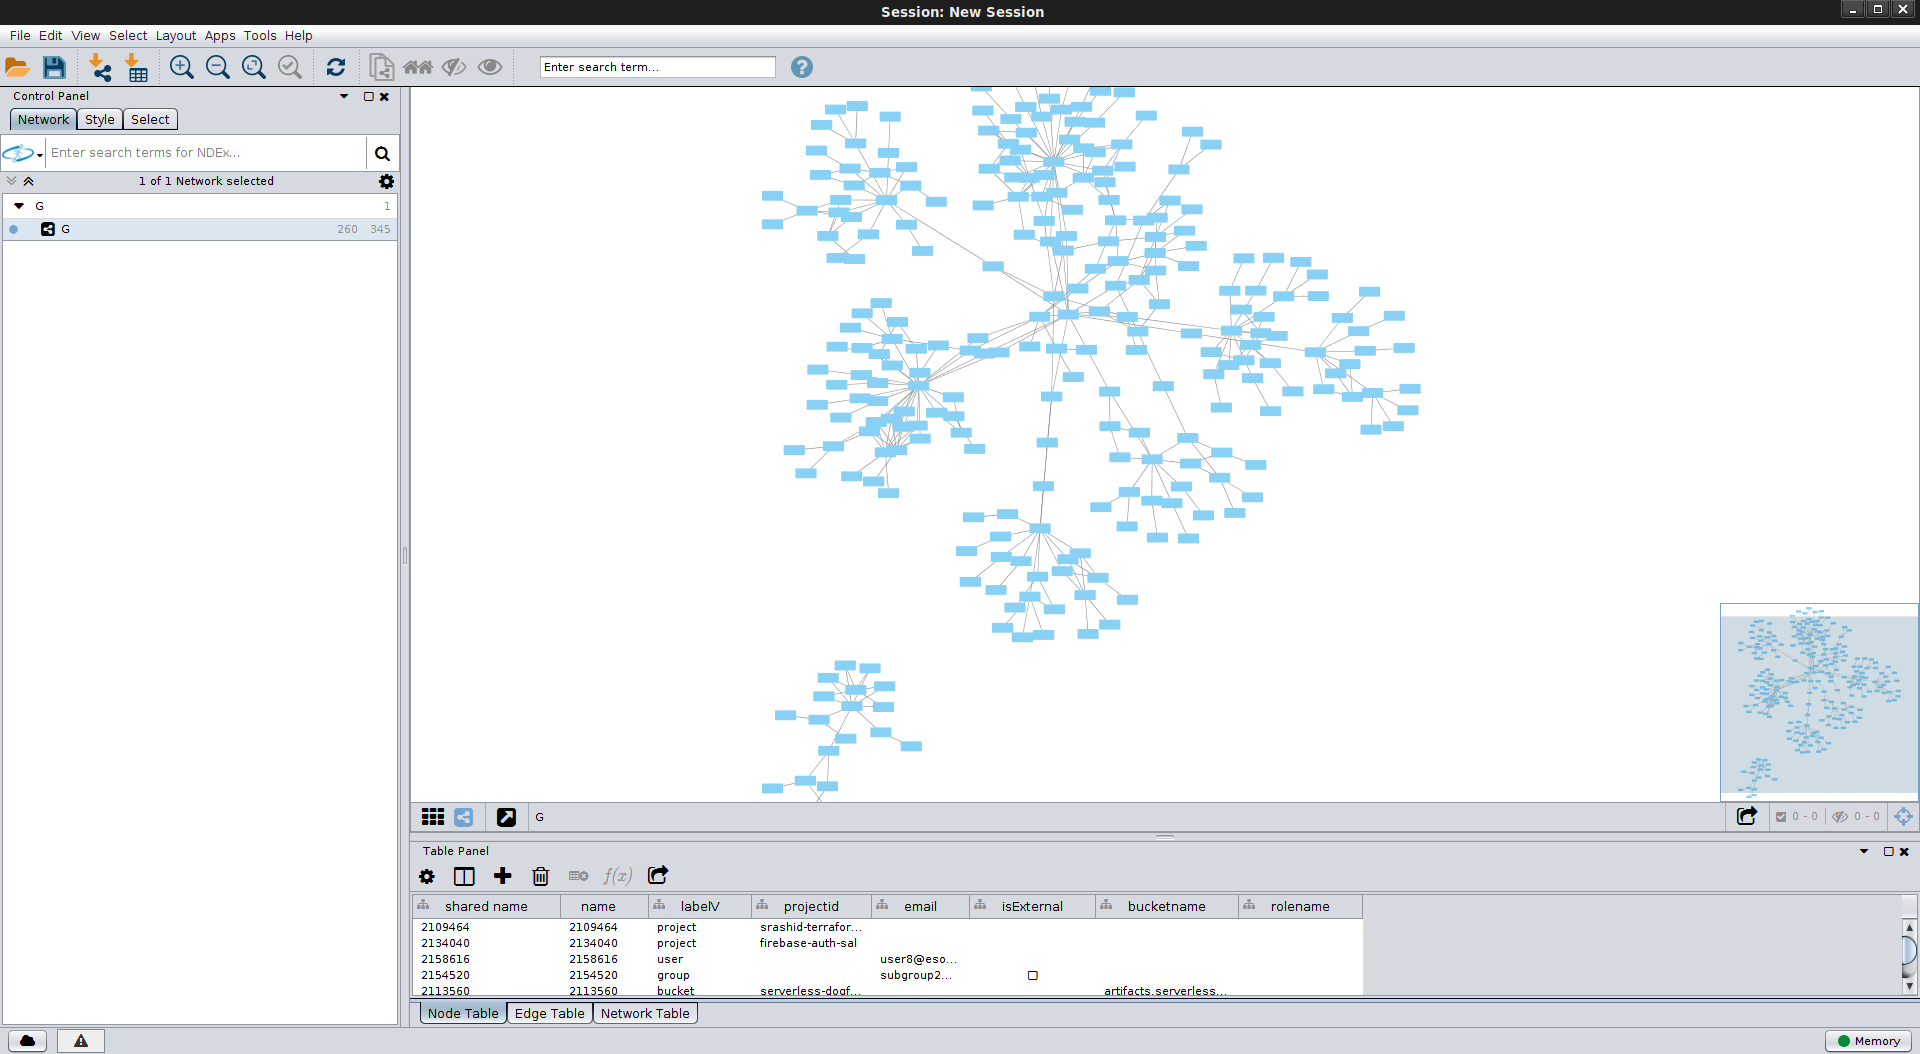 Session: New Session
File Edit View Select Layout Apps Tools Help
Enter search term...
?
Control Panel
Network Style Select
Enter search terms for NDEx...
1 of 1 Network selected
G 1
G 260 345
G
0 - 0 0 - 0
Table Panel
f(x)
shared name name labelV projectid email isExternal bucketname rolename
2109464 2109464 project srashid-terrafor...
2134040 2134040 project firebase-auth-sal
2158616 2158616 user user8@eso...
2154520 2154520 group subgroup2...
2113560 2113560 bucket serverless-dogf... artifacts.serverless...
Node Table Edge Table Network Table
Memory